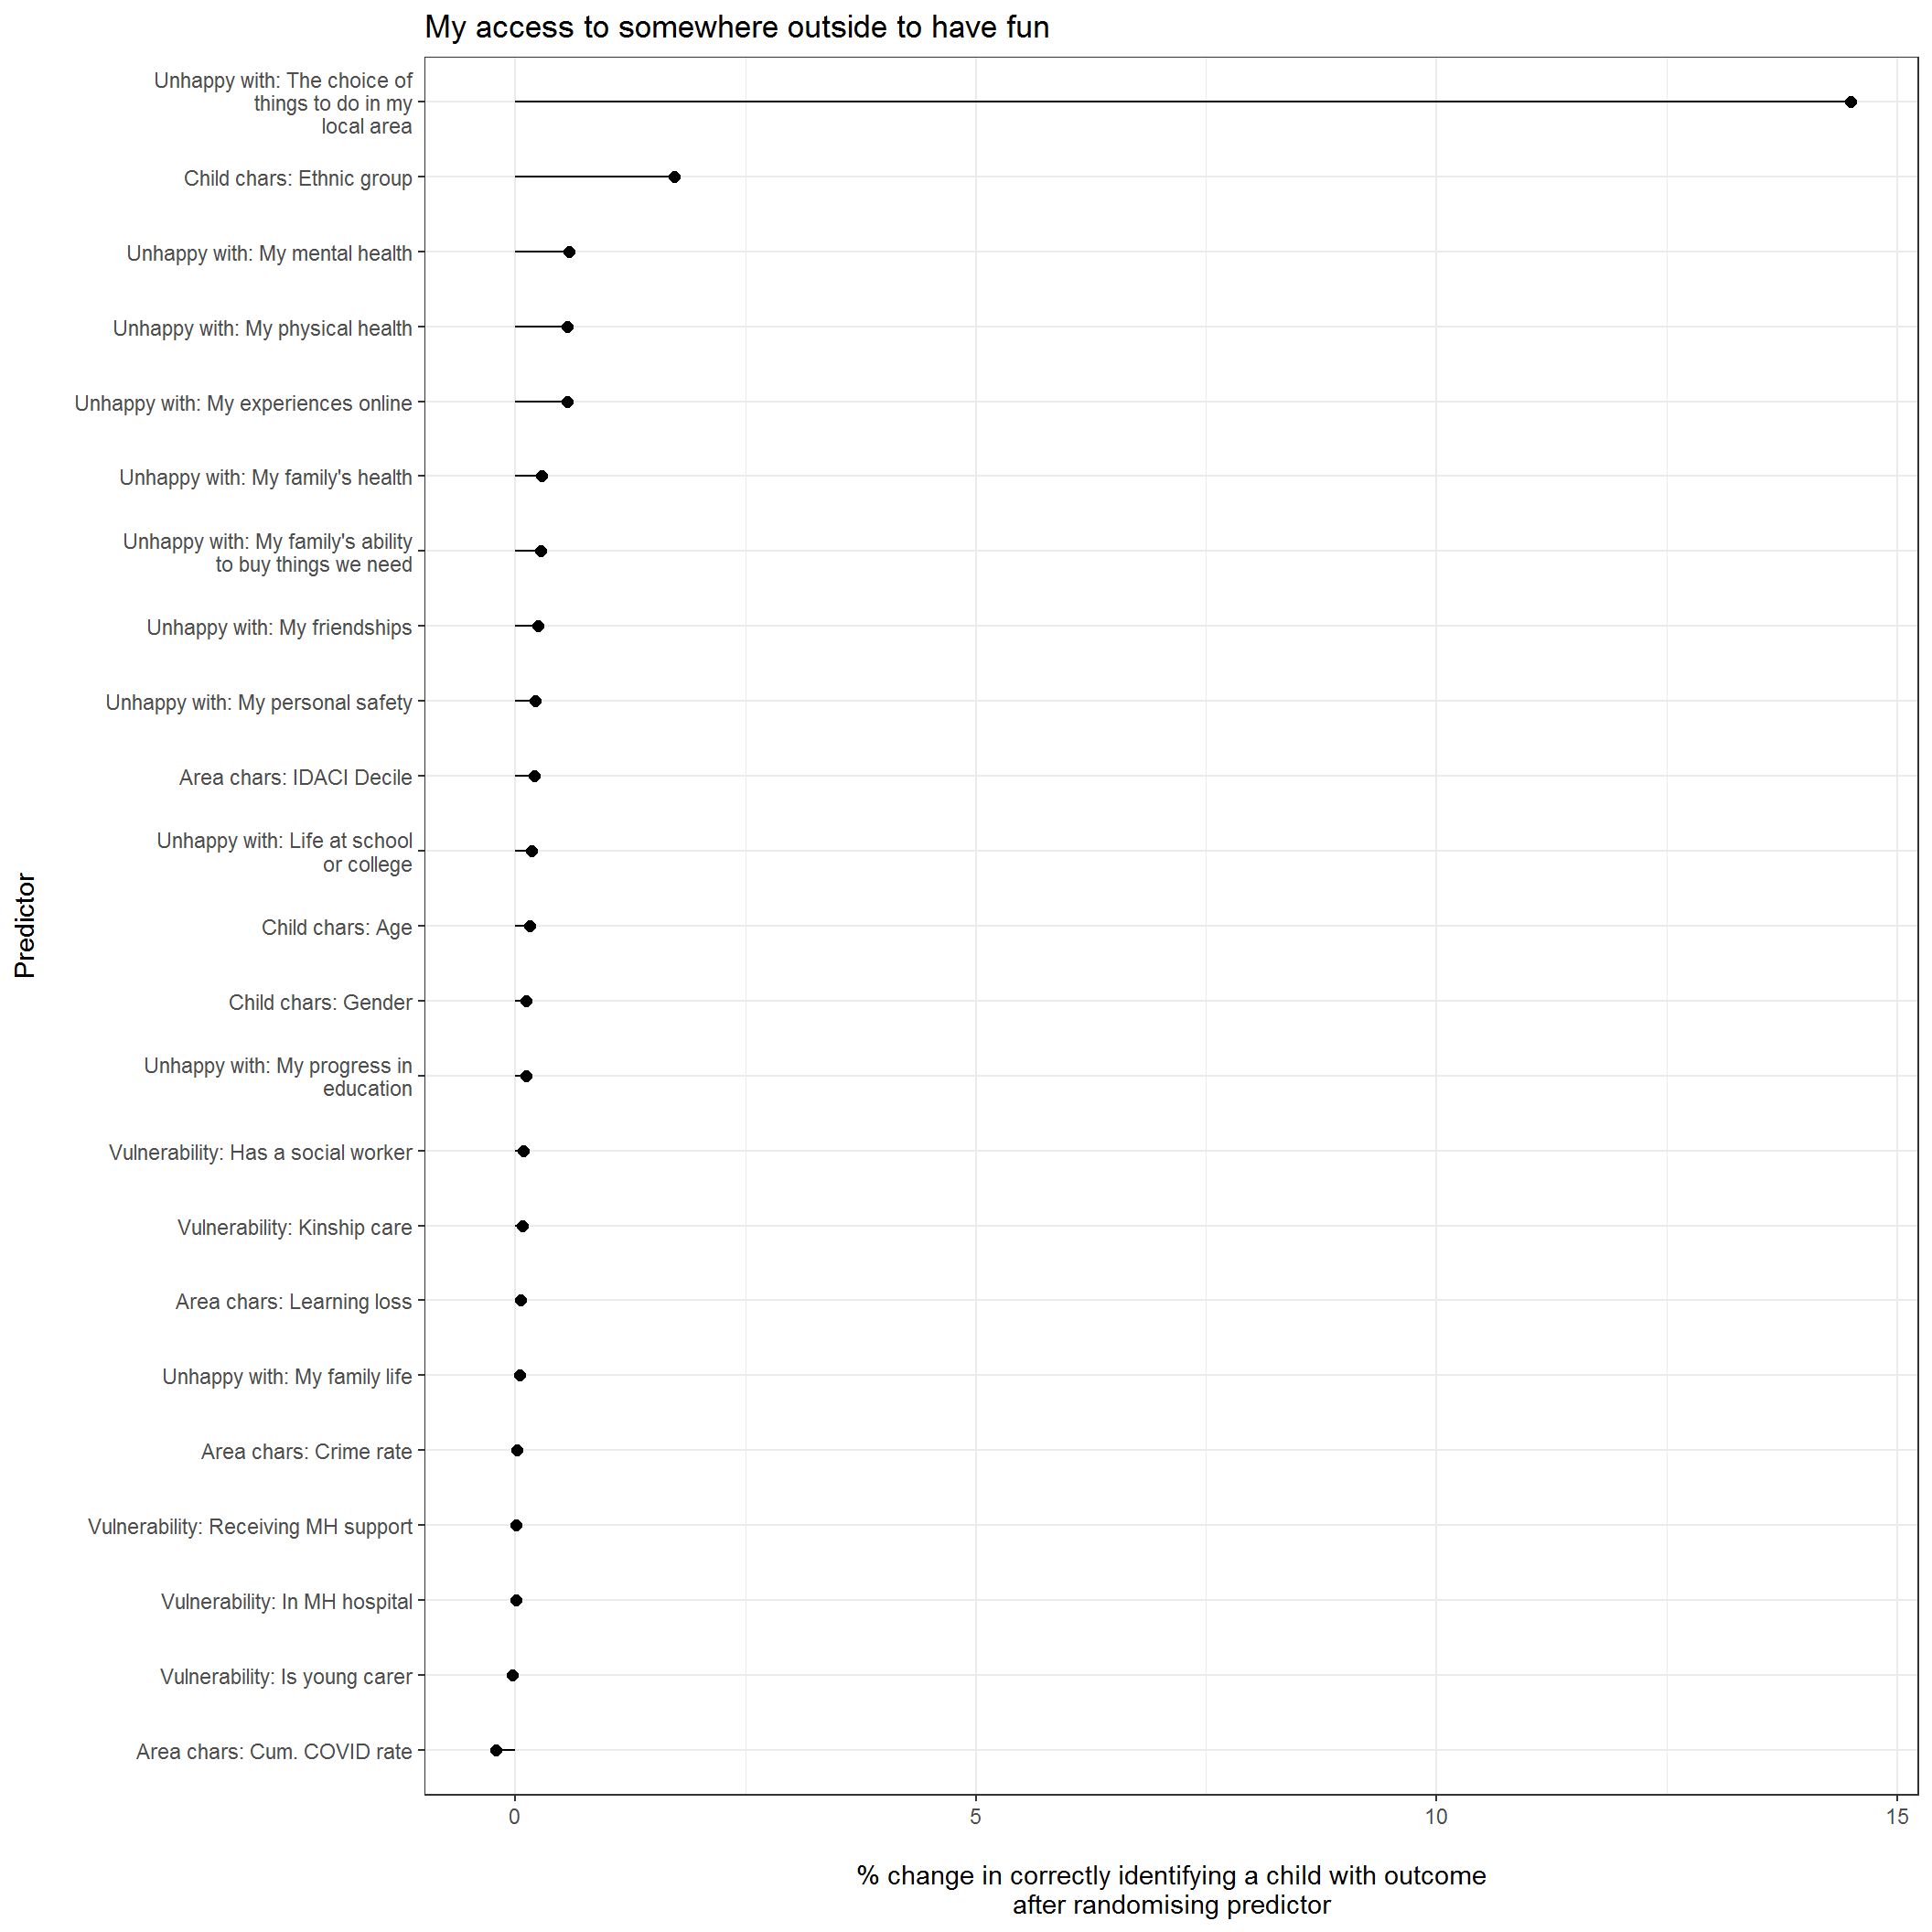 My access to somewhere outside to have fun
Unhappy with: The choice of
things to do in my
local area
Child chars: Ethnic group
Unhappy with: My mental health
Unhappy with: My physical health
Unhappy with: My experiences online
Unhappy with: My family's health
Unhappy with: My family's ability
to buy things we need
Unhappy with: My friendships
Unhappy with: My personal safety
Area chars: IDACI Decile
Unhappy with: Life at school
or college
Child chars: Age
Child chars: Gender
Unhappy with: My progress in
education
Vulnerability: Has a social worker
Vulnerability: Kinship care
Area chars: Learning loss
Unhappy with: My family life
Area chars: Crime rate
Vulnerability: Receiving MH support
Vulnerability: In MH hospital
Vulnerability: Is young carer
Area chars: Cum. COVID rate
Predictor
0 5 10 15
% change in correctly identifying a child with outcome
after randomising predictor